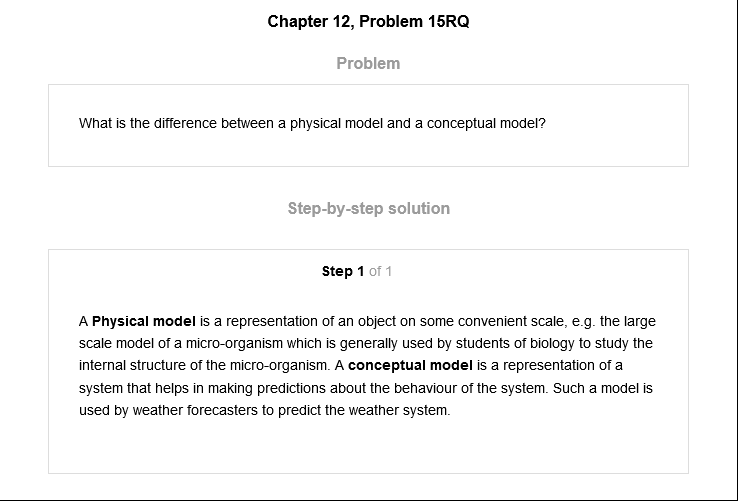 Chapter 12, Problem 15RQ
Problem
What is the difference between a physical model and a conceptual model?
Step-by-step solution
Step 1 of 1
A Physical model is a representation of an object on some convenient scale, e.g. the large
scale model of a micro-organism which is generally used by students of biology to study the
internal structure of the micro-organism. A conceptual model is a representation of a
system that helps in making predictions about the behaviour of the system. Such a model is
used by weather forecasters to predict the weather system.